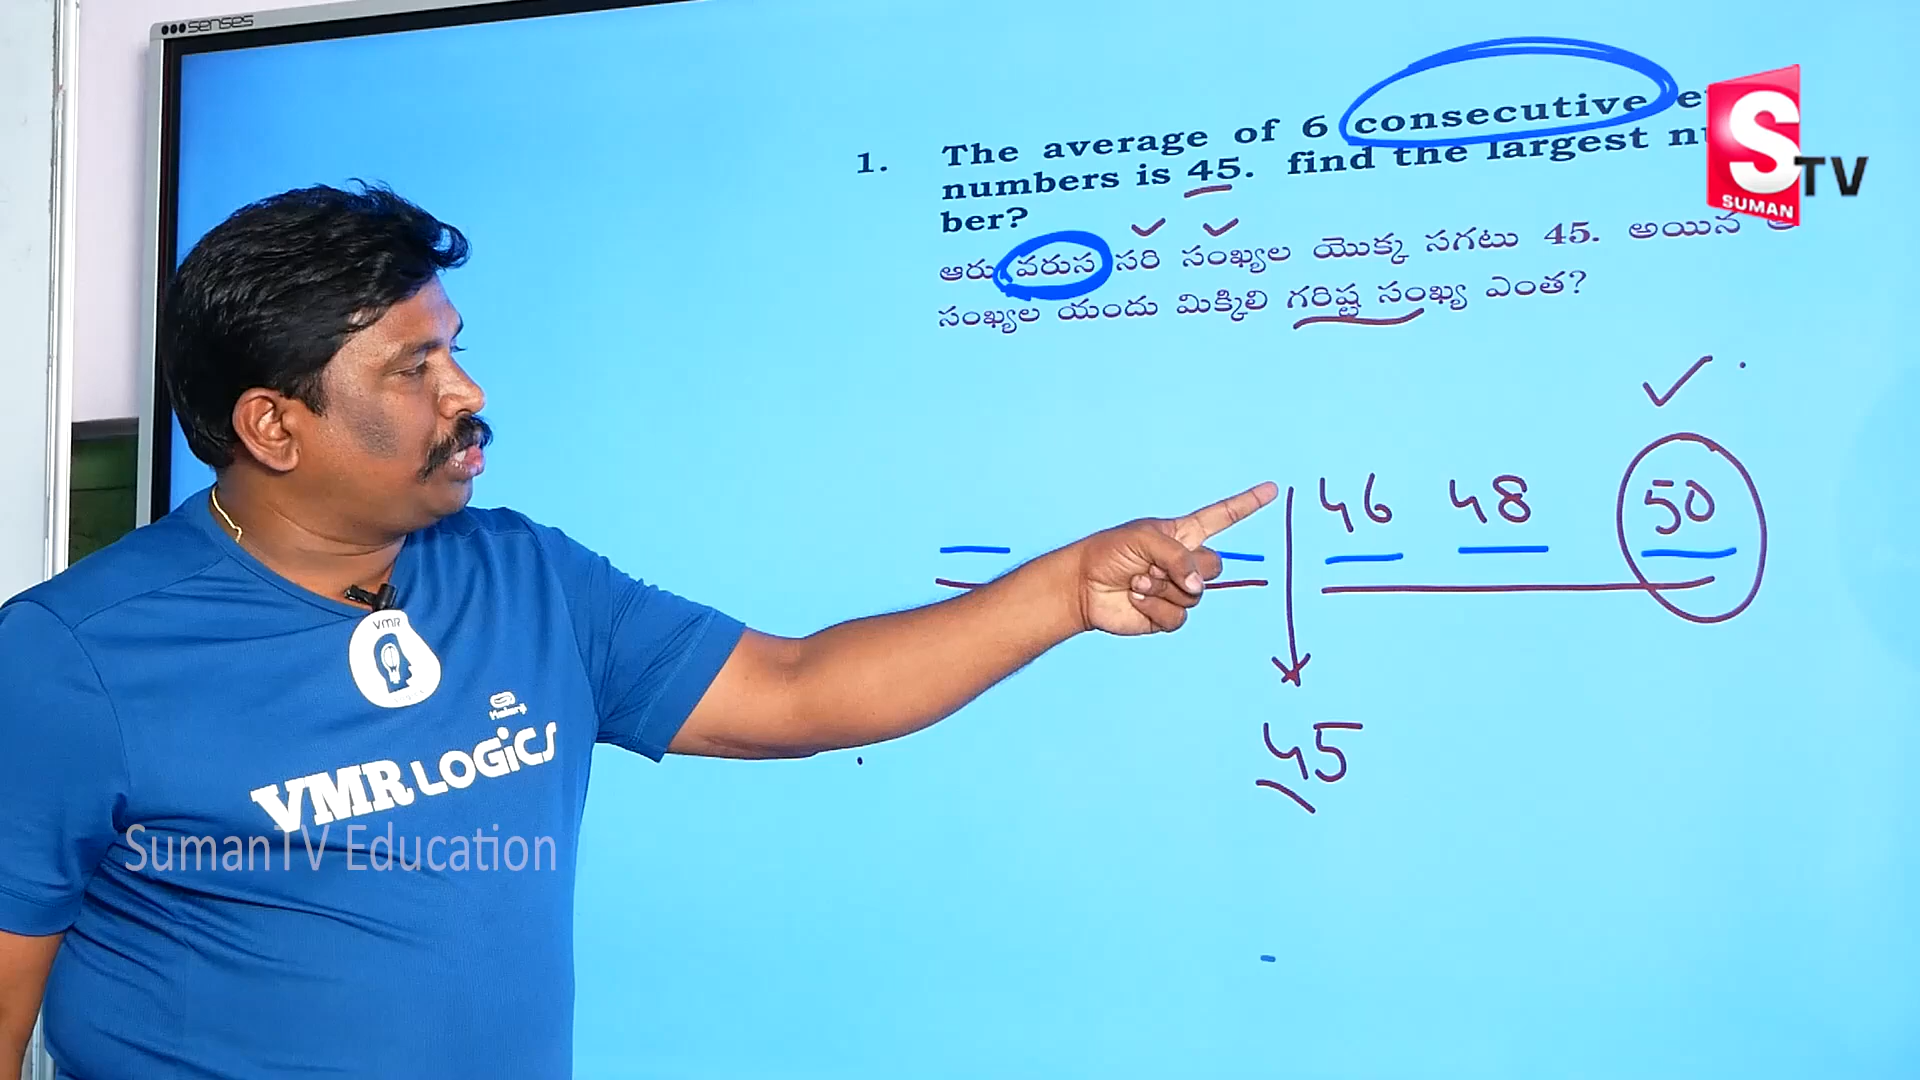 senses
1. The average of 6 consecutive
numbers is 45. find the largest
ber?
ఆరు వరుస సరి సంఖ్యల యొక్క సగటు 45. అయిన
సంఖ్యల యందు మిక్కిలి గరిష్ట సంఖ్య ఎంత?
S TV
SUMAN
46 48 50
45
VMR
VMR LOGICS
SumanTV Education